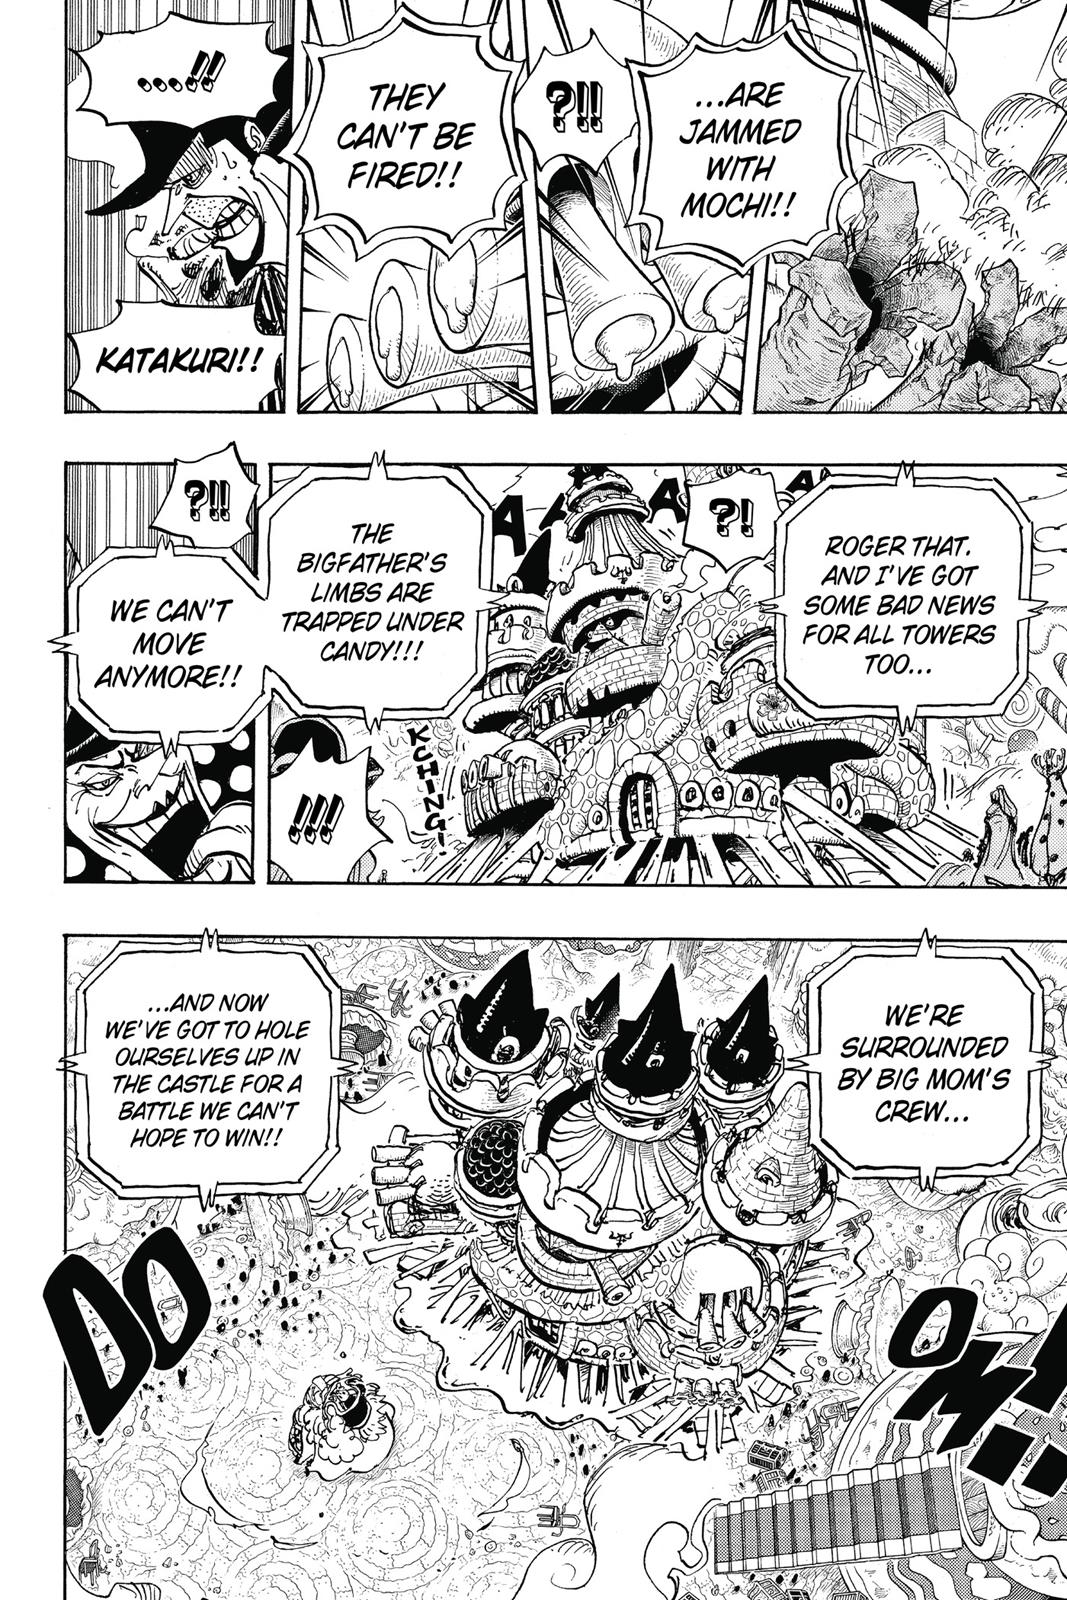 ...ARE
JAMMED
WITH
MOCHI!!
?!!
THEY
CAN'T BE
FIRED!!
...!!
KATAKURI!!
ROGER THAT.
AND I'VE GOT
SOME BAD NEWS
FOR ALL TOWERS
TOO...
?!
THE
BIGFATHER'S
LIMBS ARE
TRAPPED UNDER
CANDY!!!
KCHING!
!!!
?!!
WE CAN'T
MOVE
ANYMORE!!
WE'RE
SURROUNDED
BY BIG MOM'S
CREW...
...AND NOW
WE'VE GOT TO HOLE
OURSELVES UP IN
THE CASTLE FOR A
BATTLE WE CAN'T
HOPE TO WIN!!
DO
OM!!!